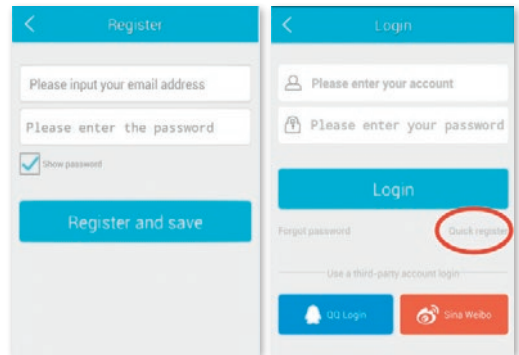 Register
Please input your email address
Please enter the password
Show password
Register and save
Login
Please enter your account
Please enter your password
Login
Forgot password
Quick register
Use a third-party account login
QQ Login
Sina Weibo